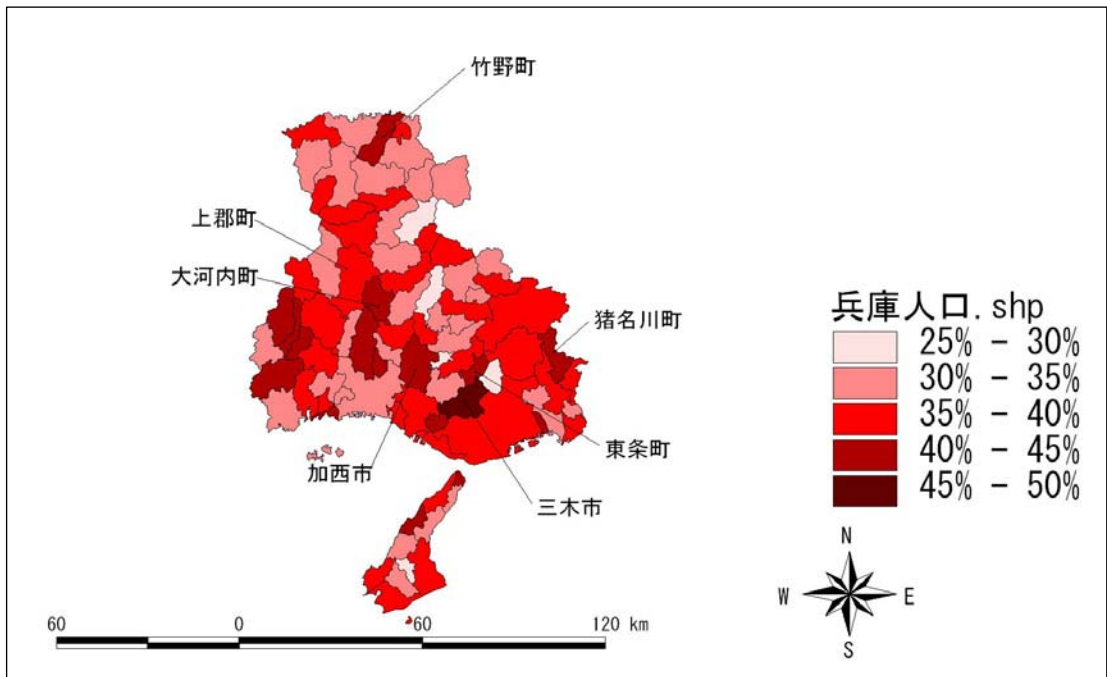 竹野町
上郡町
大河内町
猪名川町
東条町
加西市
三木市
兵庫人口.shp
25% - 30%
30% - 35%
35% - 40%
40% - 45%
45% - 50%
N
W E
S
60 0 60 120 km